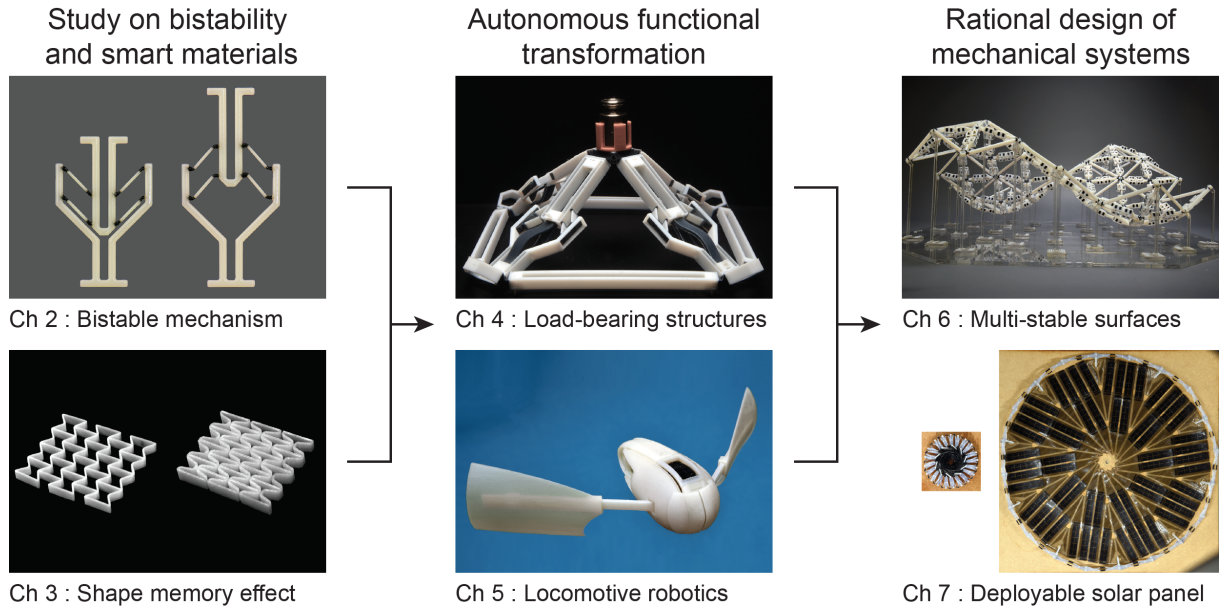 Study on bistability
and smart materials
Autonomous functional
transformation
Rational design of
mechanical systems
Ch 2 : Bistable mechanism
Ch 4 : Load-bearing structures
Ch 6 : Multi-stable surfaces
Ch 3 : Shape memory effect
Ch 5 : Locomotive robotics
Ch 7 : Deployable solar panel